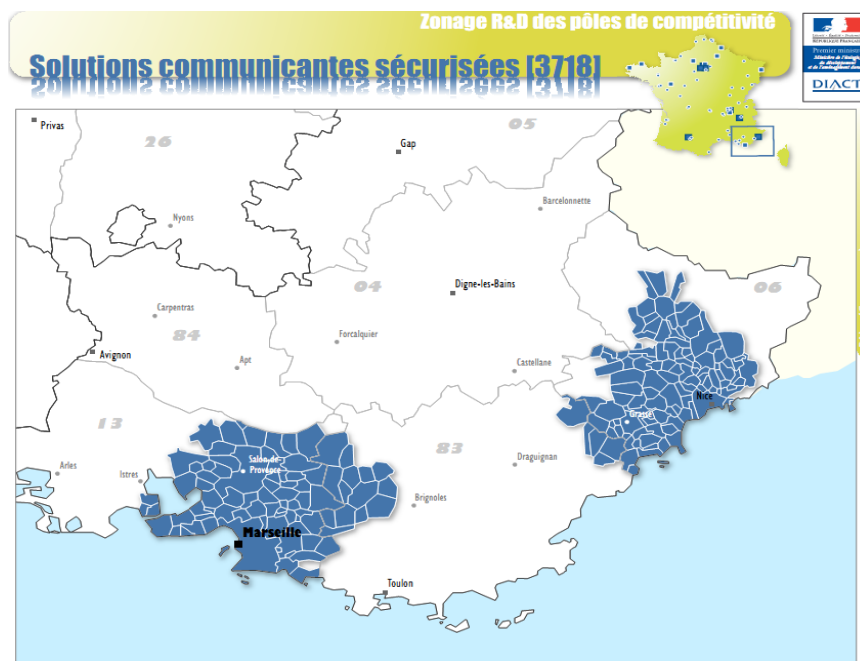 Zonage R&D des pôles de compétitivité
Solutions communicantes sécurisées [3718]
Premier ministre
DIACT
Privas
26
05
Gap
Nyons
Barcelonnette
04
Digne-les-Bains
06
Carpentras
84
Forcalquier
Avignon
Apt
Castellane
Nice
13
Grasse
83
Salon-de-
Provence
Draguignan
Arles
Istres
Brignoles
Marseille
Toulon